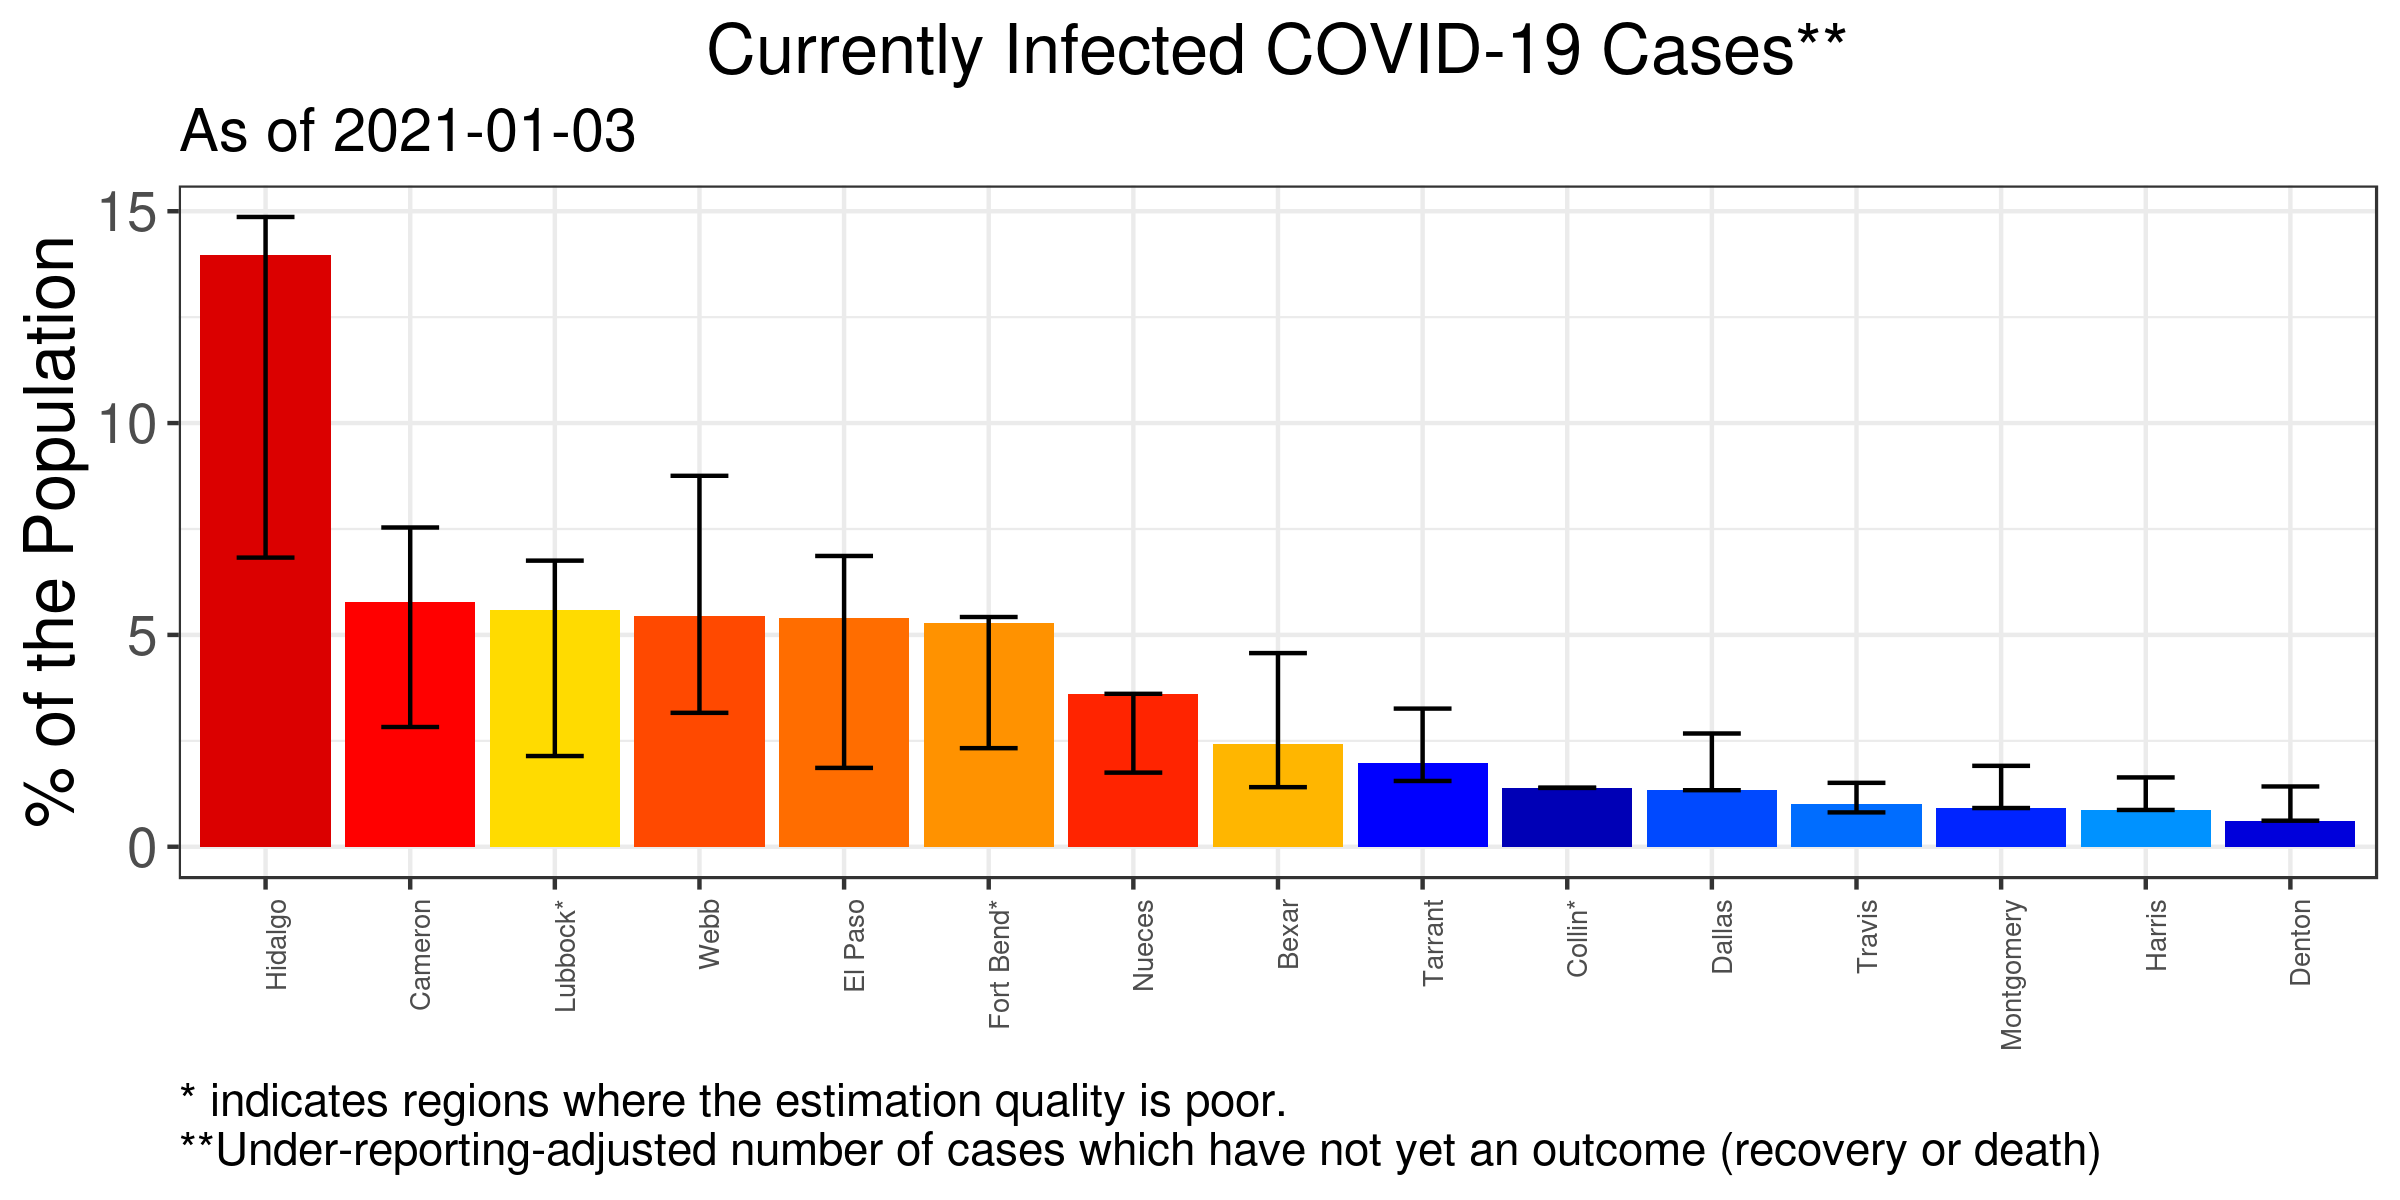 Currently Infected COVID-19 Cases**
As of 2021-01-03
% of the Population
15
10
5
0
Hidalgo
Cameron
Lubbock*
Webb
El Paso
Fort Bend*
Nueces
Bexar
Tarrant
Collin*
Dallas
Travis
Montgomery
Harris
Denton
* indicates regions where the estimation quality is poor.
**Under-reporting-adjusted number of cases which have not yet an outcome (recovery or death)